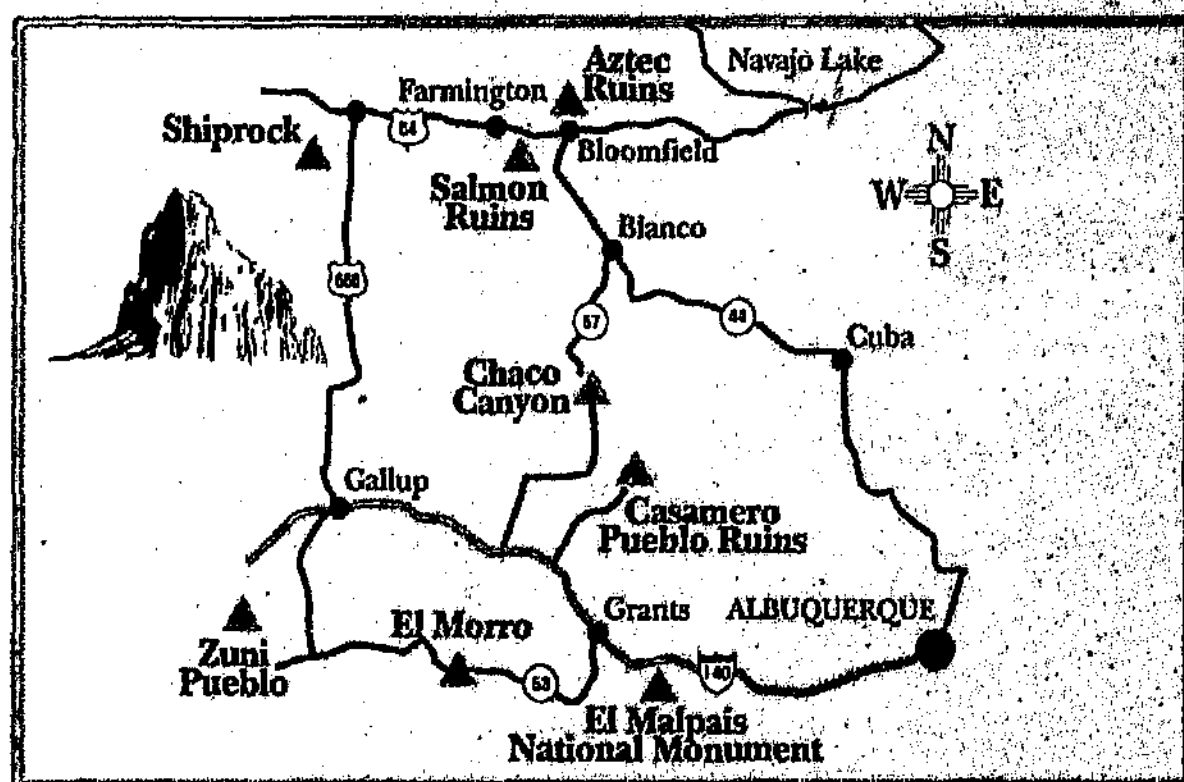 Aztec
Ruins
Navajo Lake
Farmington
Shiprock
64
Bloomfield
Salmon
Ruins
N
W E
S
Blanco
666
57
44
Cuba
Chaco
Canyon
Gallup
Casamero
Pueblo Ruins
Grants
ALBUQUERQUE
El Morro
Zuni
Pueblo
53
I-40
El Malpais
National Monument